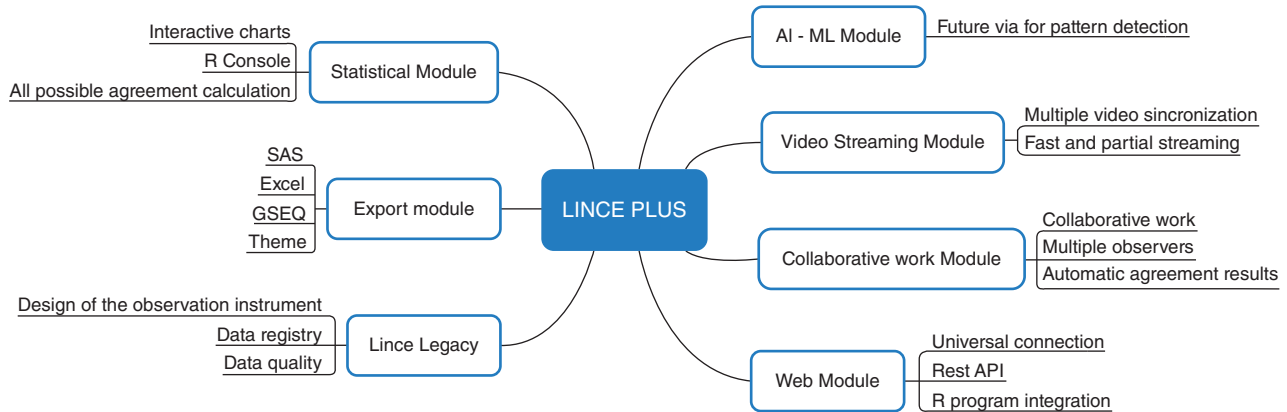 Interactive charts
R Console
All possible agreement calculation
Statistical Module
SAS
Excel
GSEQ
Theme
Export module
Design of the observation instrument
Data registry
Data quality
Lince Legacy
LINCE PLUS
AI - ML Module
Future via for pattern detection
Video Streaming Module
Multiple video sincronization
Fast and partial streaming
Collaborative work Module
Collaborative work
Multiple observers
Automatic agreement results
Web Module
Universal connection
Rest API
R program integration